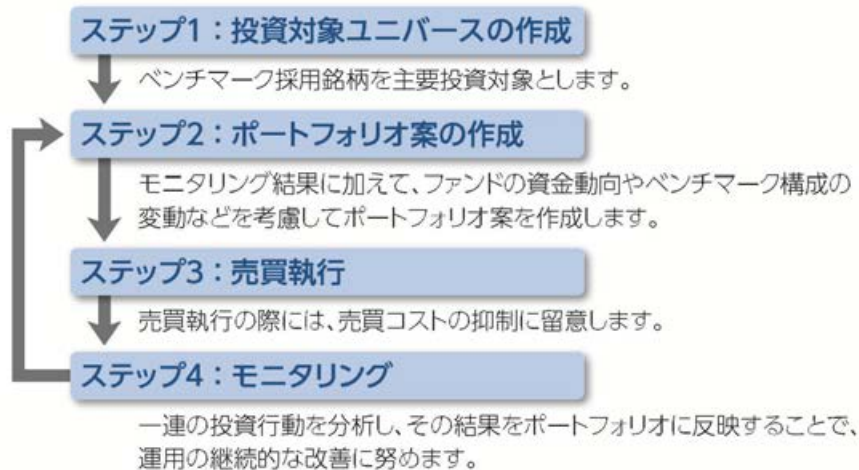 ステップ1：投資対象ユニバースの作成
ベンチマーク採用銘柄を主要投資対象とします。
ステップ2：ポートフォリオ案の作成
モニタリング結果に加えて、ファンドの資金動向やベンチマーク構成の
変動などを考慮してポートフォリオ案を作成します。
ステップ3：売買執行
売買執行の際には、売買コストの抑制に留意します。
ステップ4：モニタリング
一連の投資行動を分析し、その結果をポートフォリオに反映することで、
運用の継続的な改善に努めます。